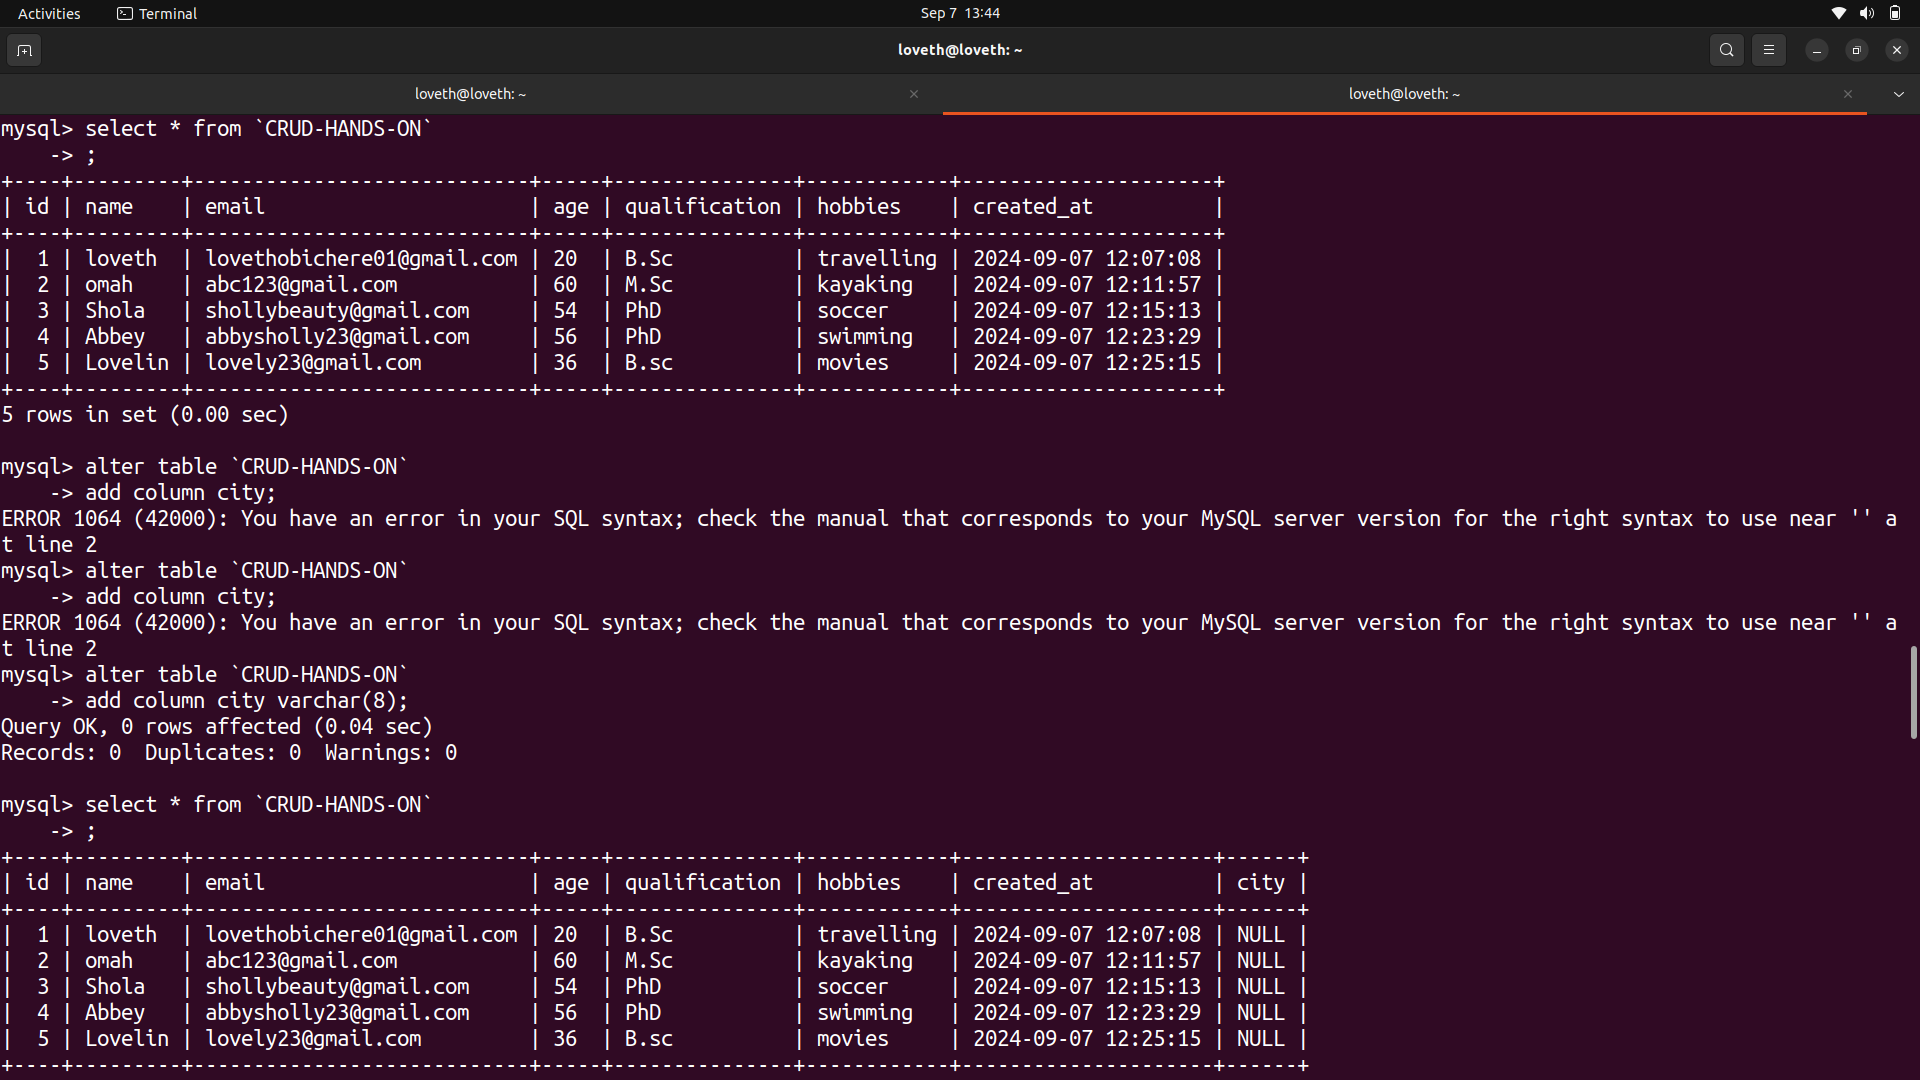 Activities Terminal Sep 7 13:44
loveth@loveth: ~
loveth@loveth: ~ loveth@loveth: ~
mysql> select * from `CRUD-HANDS-ON`
    -> ;
+----+---------+----------------------------+-----+---------------+------------+---------------------+
| id | name    | email                      | age | qualification | hobbies    | created_at          |
+----+---------+----------------------------+-----+---------------+------------+---------------------+
|  1 | loveth  | lovethobichere01@gmail.com | 20  | B.Sc          | travelling | 2024-09-07 12:07:08 |
|  2 | omah    | abc123@gmail.com           | 60  | M.Sc          | kayaking   | 2024-09-07 12:11:57 |
|  3 | Shola   | shollybeauty@gmail.com     | 54  | PhD           | soccer     | 2024-09-07 12:15:13 |
|  4 | Abbey   | abbysholly23@gmail.com     | 56  | PhD           | swimming   | 2024-09-07 12:23:29 |
|  5 | Lovelin | lovely23@gmail.com         | 36  | B.sc          | movies     | 2024-09-07 12:25:15 |
+----+---------+----------------------------+-----+---------------+------------+---------------------+
5 rows in set (0.00 sec)
mysql> alter table `CRUD-HANDS-ON`
    -> add column city;
ERROR 1064 (42000): You have an error in your SQL syntax; check the manual that corresponds to your MySQL server version for the right syntax to use near '' a
t line 2
mysql> alter table `CRUD-HANDS-ON`
    -> add column city;
ERROR 1064 (42000): You have an error in your SQL syntax; check the manual that corresponds to your MySQL server version for the right syntax to use near '' a
t line 2
mysql> alter table `CRUD-HANDS-ON`
    -> add column city varchar(8);
Query OK, 0 rows affected (0.04 sec)
Records: 0  Duplicates: 0  Warnings: 0
mysql> select * from `CRUD-HANDS-ON`
    -> ;
+----+---------+----------------------------+-----+---------------+------------+---------------------+------+
| id | name    | email                      | age | qualification | hobbies    | created_at          | city |
+----+---------+----------------------------+-----+---------------+------------+---------------------+------+
|  1 | loveth  | lovethobichere01@gmail.com | 20  | B.Sc          | travelling | 2024-09-07 12:07:08 | NULL |
|  2 | omah    | abc123@gmail.com           | 60  | M.Sc          | kayaking   | 2024-09-07 12:11:57 | NULL |
|  3 | Shola   | shollybeauty@gmail.com     | 54  | PhD           | soccer     | 2024-09-07 12:15:13 | NULL |
|  4 | Abbey   | abbysholly23@gmail.com     | 56  | PhD           | swimming   | 2024-09-07 12:23:29 | NULL |
|  5 | Lovelin | lovely23@gmail.com         | 36  | B.sc          | movies     | 2024-09-07 12:25:15 | NULL |
+----+---------+----------------------------+-----+---------------+------------+---------------------+------+